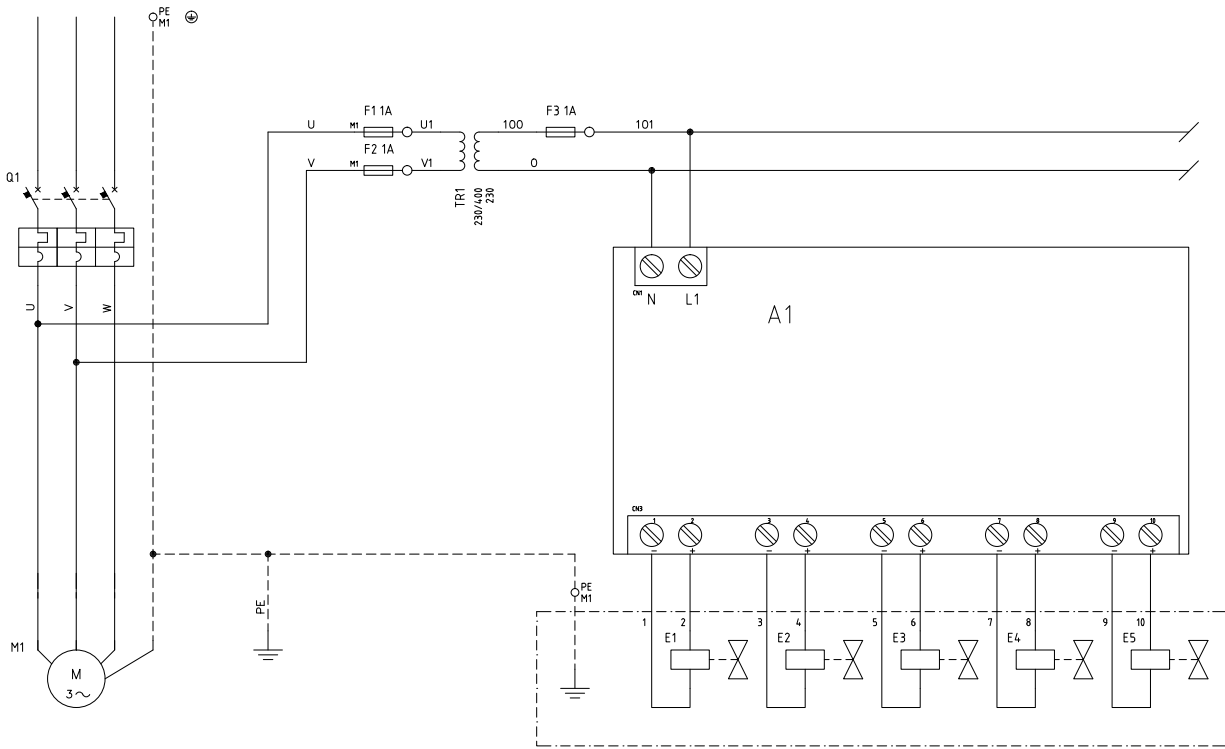 PE
M1
F1 1A
F3 1A
U
M1
U1
100
101
F2 1A
V
M1
V1
0
Q1
TR1
230/400
230
CN1
N
L1
A1
U
V
W
CN3
1
2
3
4
5
6
7
8
9
10
-
+
-
+
-
+
-
+
-
+
PE
PE
M1
1
2
3
4
5
6
7
8
9
10
E1
E2
E3
E4
E5
M1
M
3~